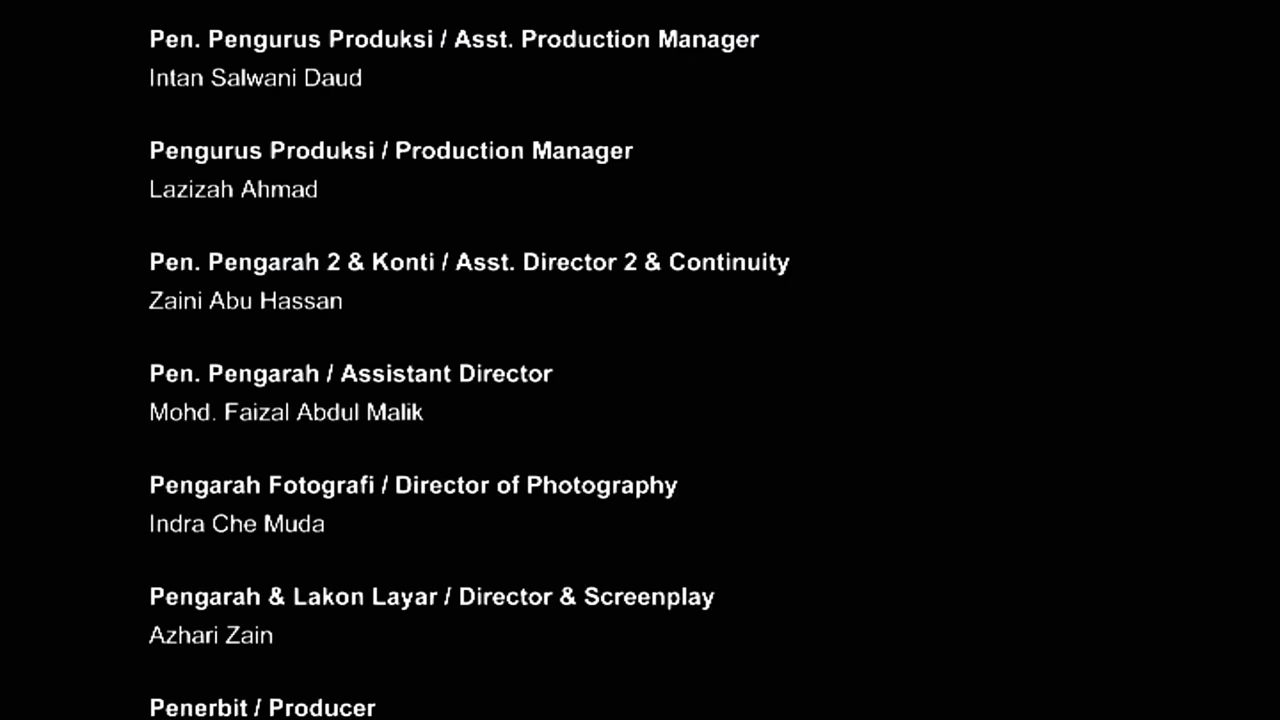 Pen. Pengurus Produksi / Asst. Production Manager
Intan Salwani Daud
Pengurus Produksi / Production Manager
Lazizah Ahmad
Pen. Pengarah 2 & Konti / Asst. Director 2 & Continuity
Zaini Abu Hassan
Pen. Pengarah / Assistant Director
Mohd. Faizal Abdul Malik
Pengarah Fotografi / Director of Photography
Indra Che Muda
Pengarah & Lakon Layar / Director & Screenplay
Azhari Zain
Penerbit / Producer